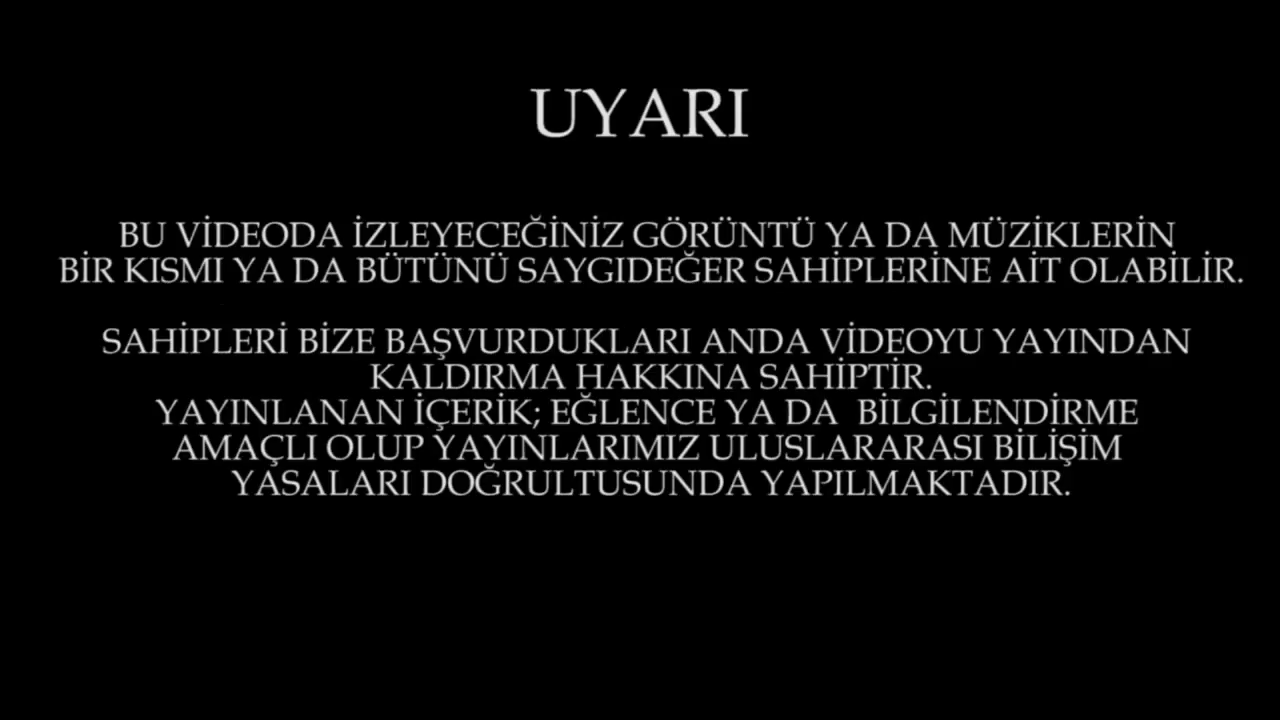 UYARI
BU VİDEODA İZLEYECEĞİNİZ GÖRÜNTÜ YA DA MÜZİKLERİN
BİR KISMI YA DA BÜTÜNÜ SAYGIDEĞER SAHİPLERİNE AİT OLABİLİR.
SAHİPLERİ BİZE BAŞVURDUKLARI ANDA VİDEOYU YAYINDAN
KALDIRMA HAKKINA SAHİPTİR.
YAYINLANAN İÇERİK; EĞLENCE YA DA  BİLGİLENDİRME
AMAÇLI OLUP YAYINLARIMIZ ULUSLARARASI BİLİŞİM
YASALARI DOĞRULTUSUNDA YAPILMAKTADIR.